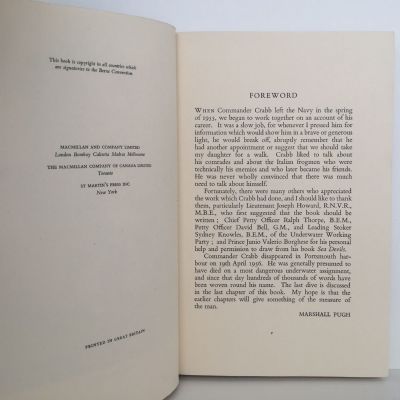 This book is copyright in all countries which
are signatories to the Berne Convention
MACMILLAN AND COMPANY LIMITED
London Bombay Calcutta Madras Melbourne
THE MACMILLAN COMPANY OF CANADA LIMITED
Toronto
ST MARTIN'S PRESS INC
New York
PRINTED IN GREAT BRITAIN
FOREWORD
WHEN Commander Crabb left the Navy in the spring
of 1955, we began to work together on an account of his
career. It was a slow job, for whenever I pressed him for
information which would show him in a brave or generous
light, he would break off, abruptly remember that he
had another appointment or suggest that we should take
my daughter for a walk. Crabb liked to talk about
his comrades and about the Italian frogmen who were
technically his enemies and who later became his friends.
He was never wholly convinced that there was much
need to talk about himself.
Fortunately, there were many others who appreciated
the work which Crabb had done, and I should like to thank
them, particularly Lieutenant Joseph Howard, R.N.V.R.,
M.B.E., who first suggested that the book should be
written; Chief Petty Officer Ralph Thorpe, B.E.M.,
Petty Officer David Bell, G.M., and Leading Stoker
Sydney Knowles, B.E.M., of the Underwater Working
Party; and Prince Junio Valerio Borghese for his personal
help and permission to draw from his book Sea Devils.
Commander Crabb disappeared in Portsmouth har-
bour on 19th April 1956. He was generally presumed to
have died on a most dangerous underwater assignment,
and since that day hundreds of thousands of words have
been woven round his name. The last dive is discussed
in the last chapter of this book. My hope is that the
earlier chapters will give something of the measure of
the man.
MARSHALL PUGH
v